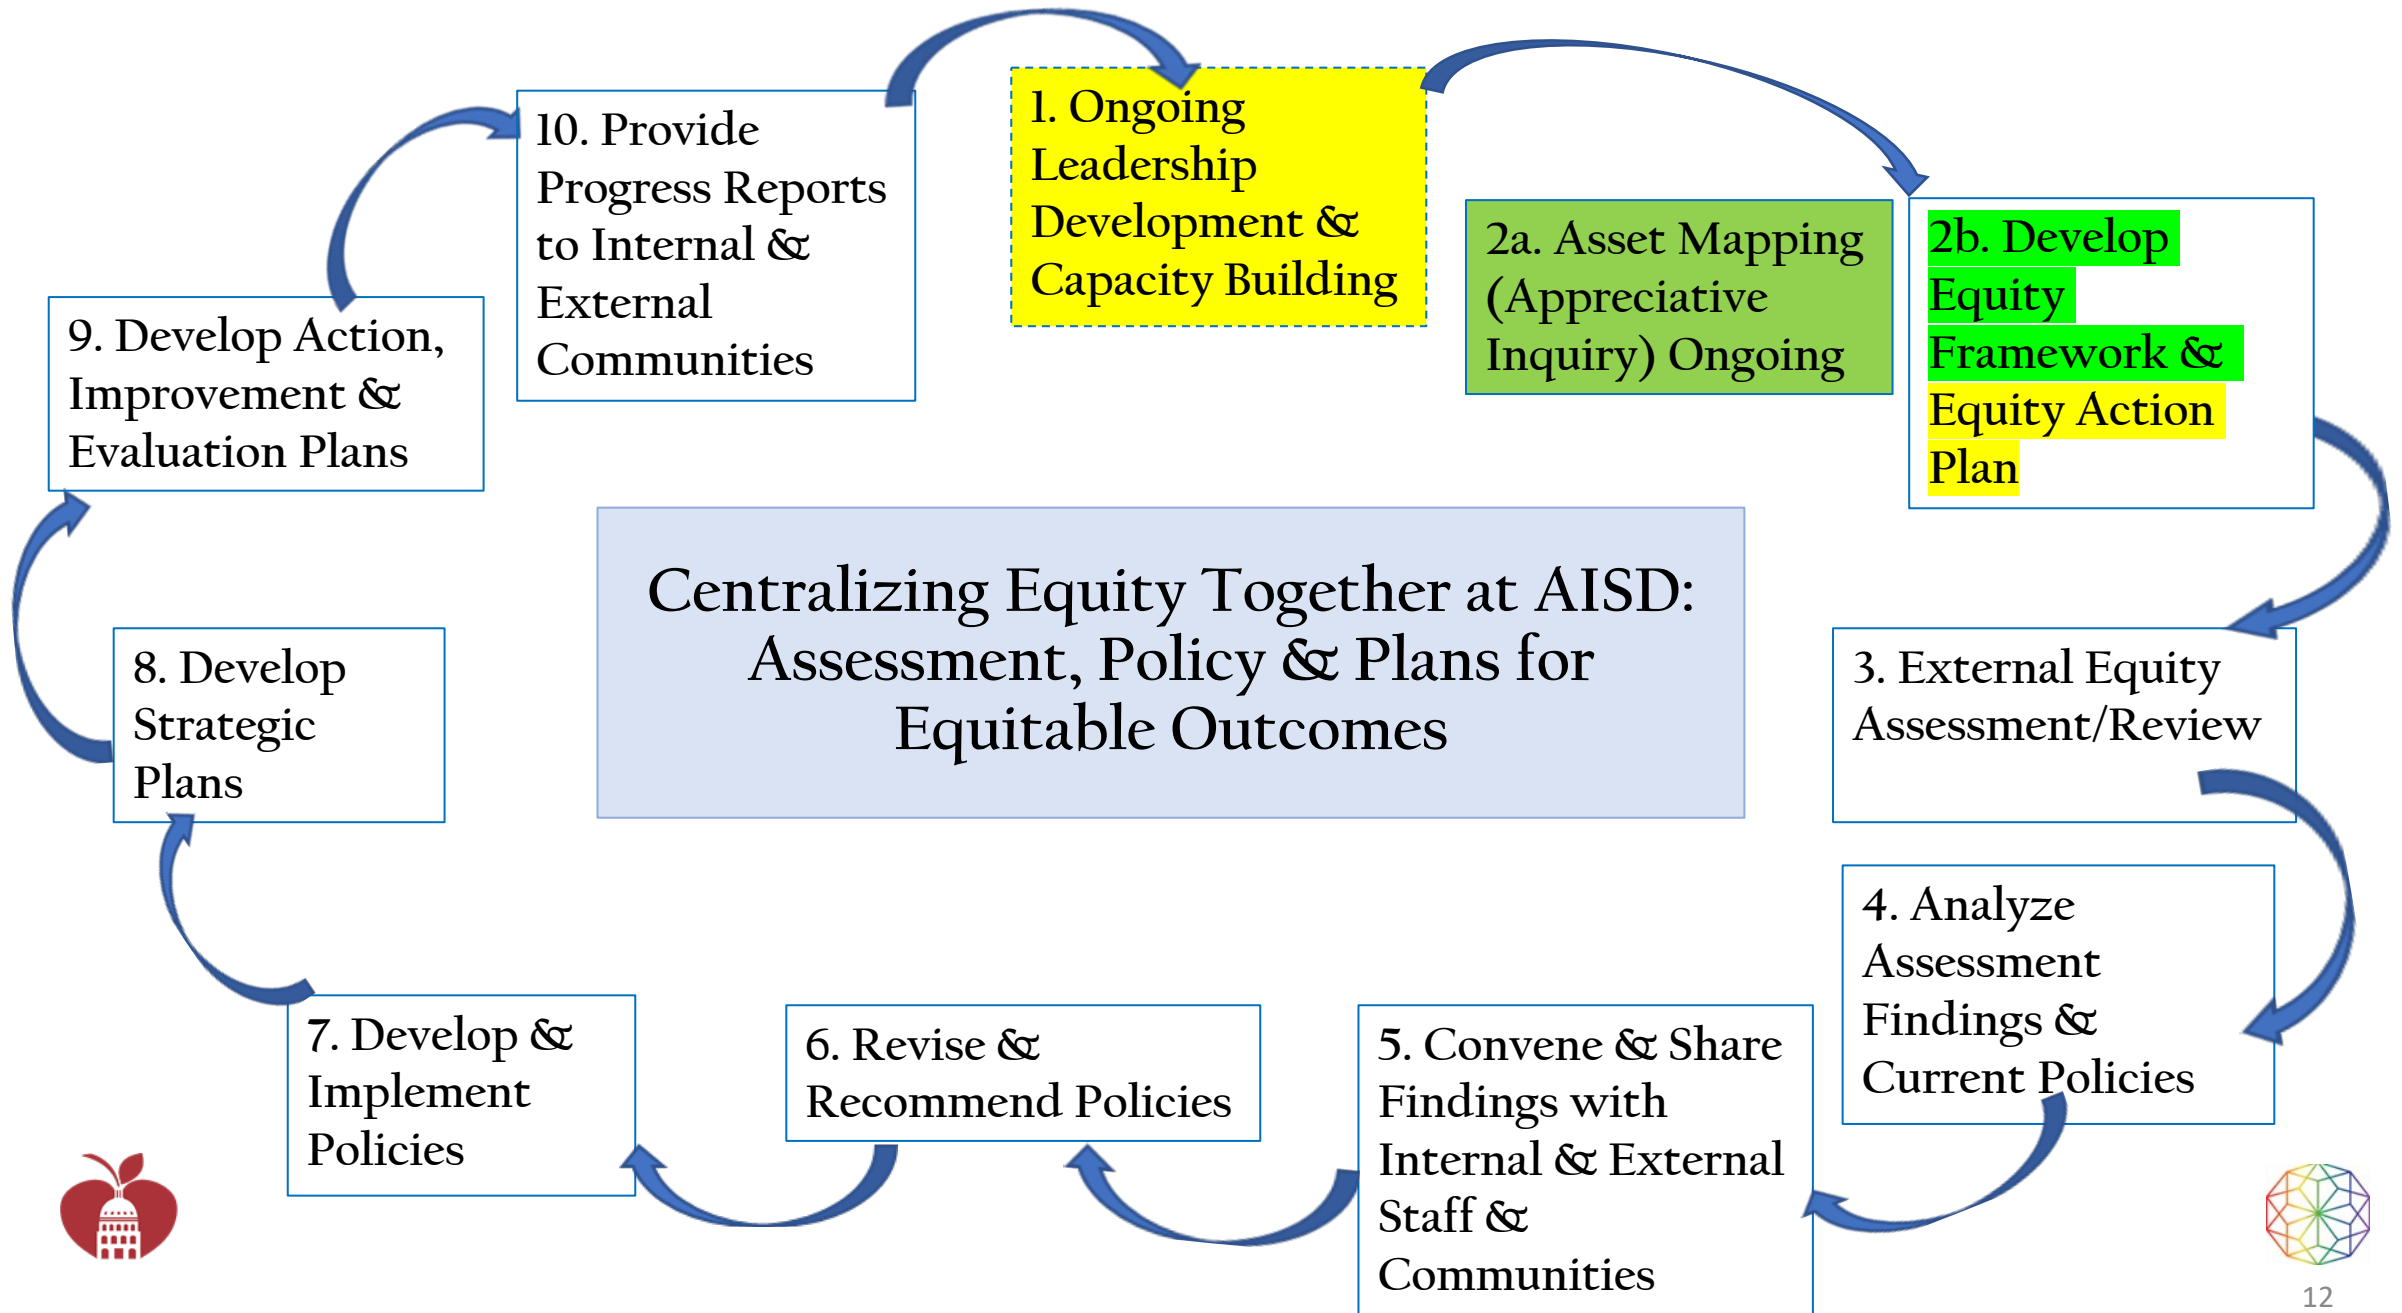 1. Ongoing
Leadership
Development &
Capacity Building
2a. Asset Mapping
(Appreciative
Inquiry) Ongoing
2b. Develop
Equity
Framework &
Equity Action
Plan
3. External Equity
Assessment/Review
4. Analyze
Assessment
Findings &
Current Policies
5. Convene & Share
Findings with
Internal & External
Staff &
Communities
6. Revise &
Recommend Policies
7. Develop &
Implement
Policies
8. Develop
Strategic
Plans
9. Develop Action,
Improvement &
Evaluation Plans
10. Provide
Progress Reports
to Internal &
External
Communities
Centralizing Equity Together at AISD:
Assessment, Policy & Plans for
Equitable Outcomes
12